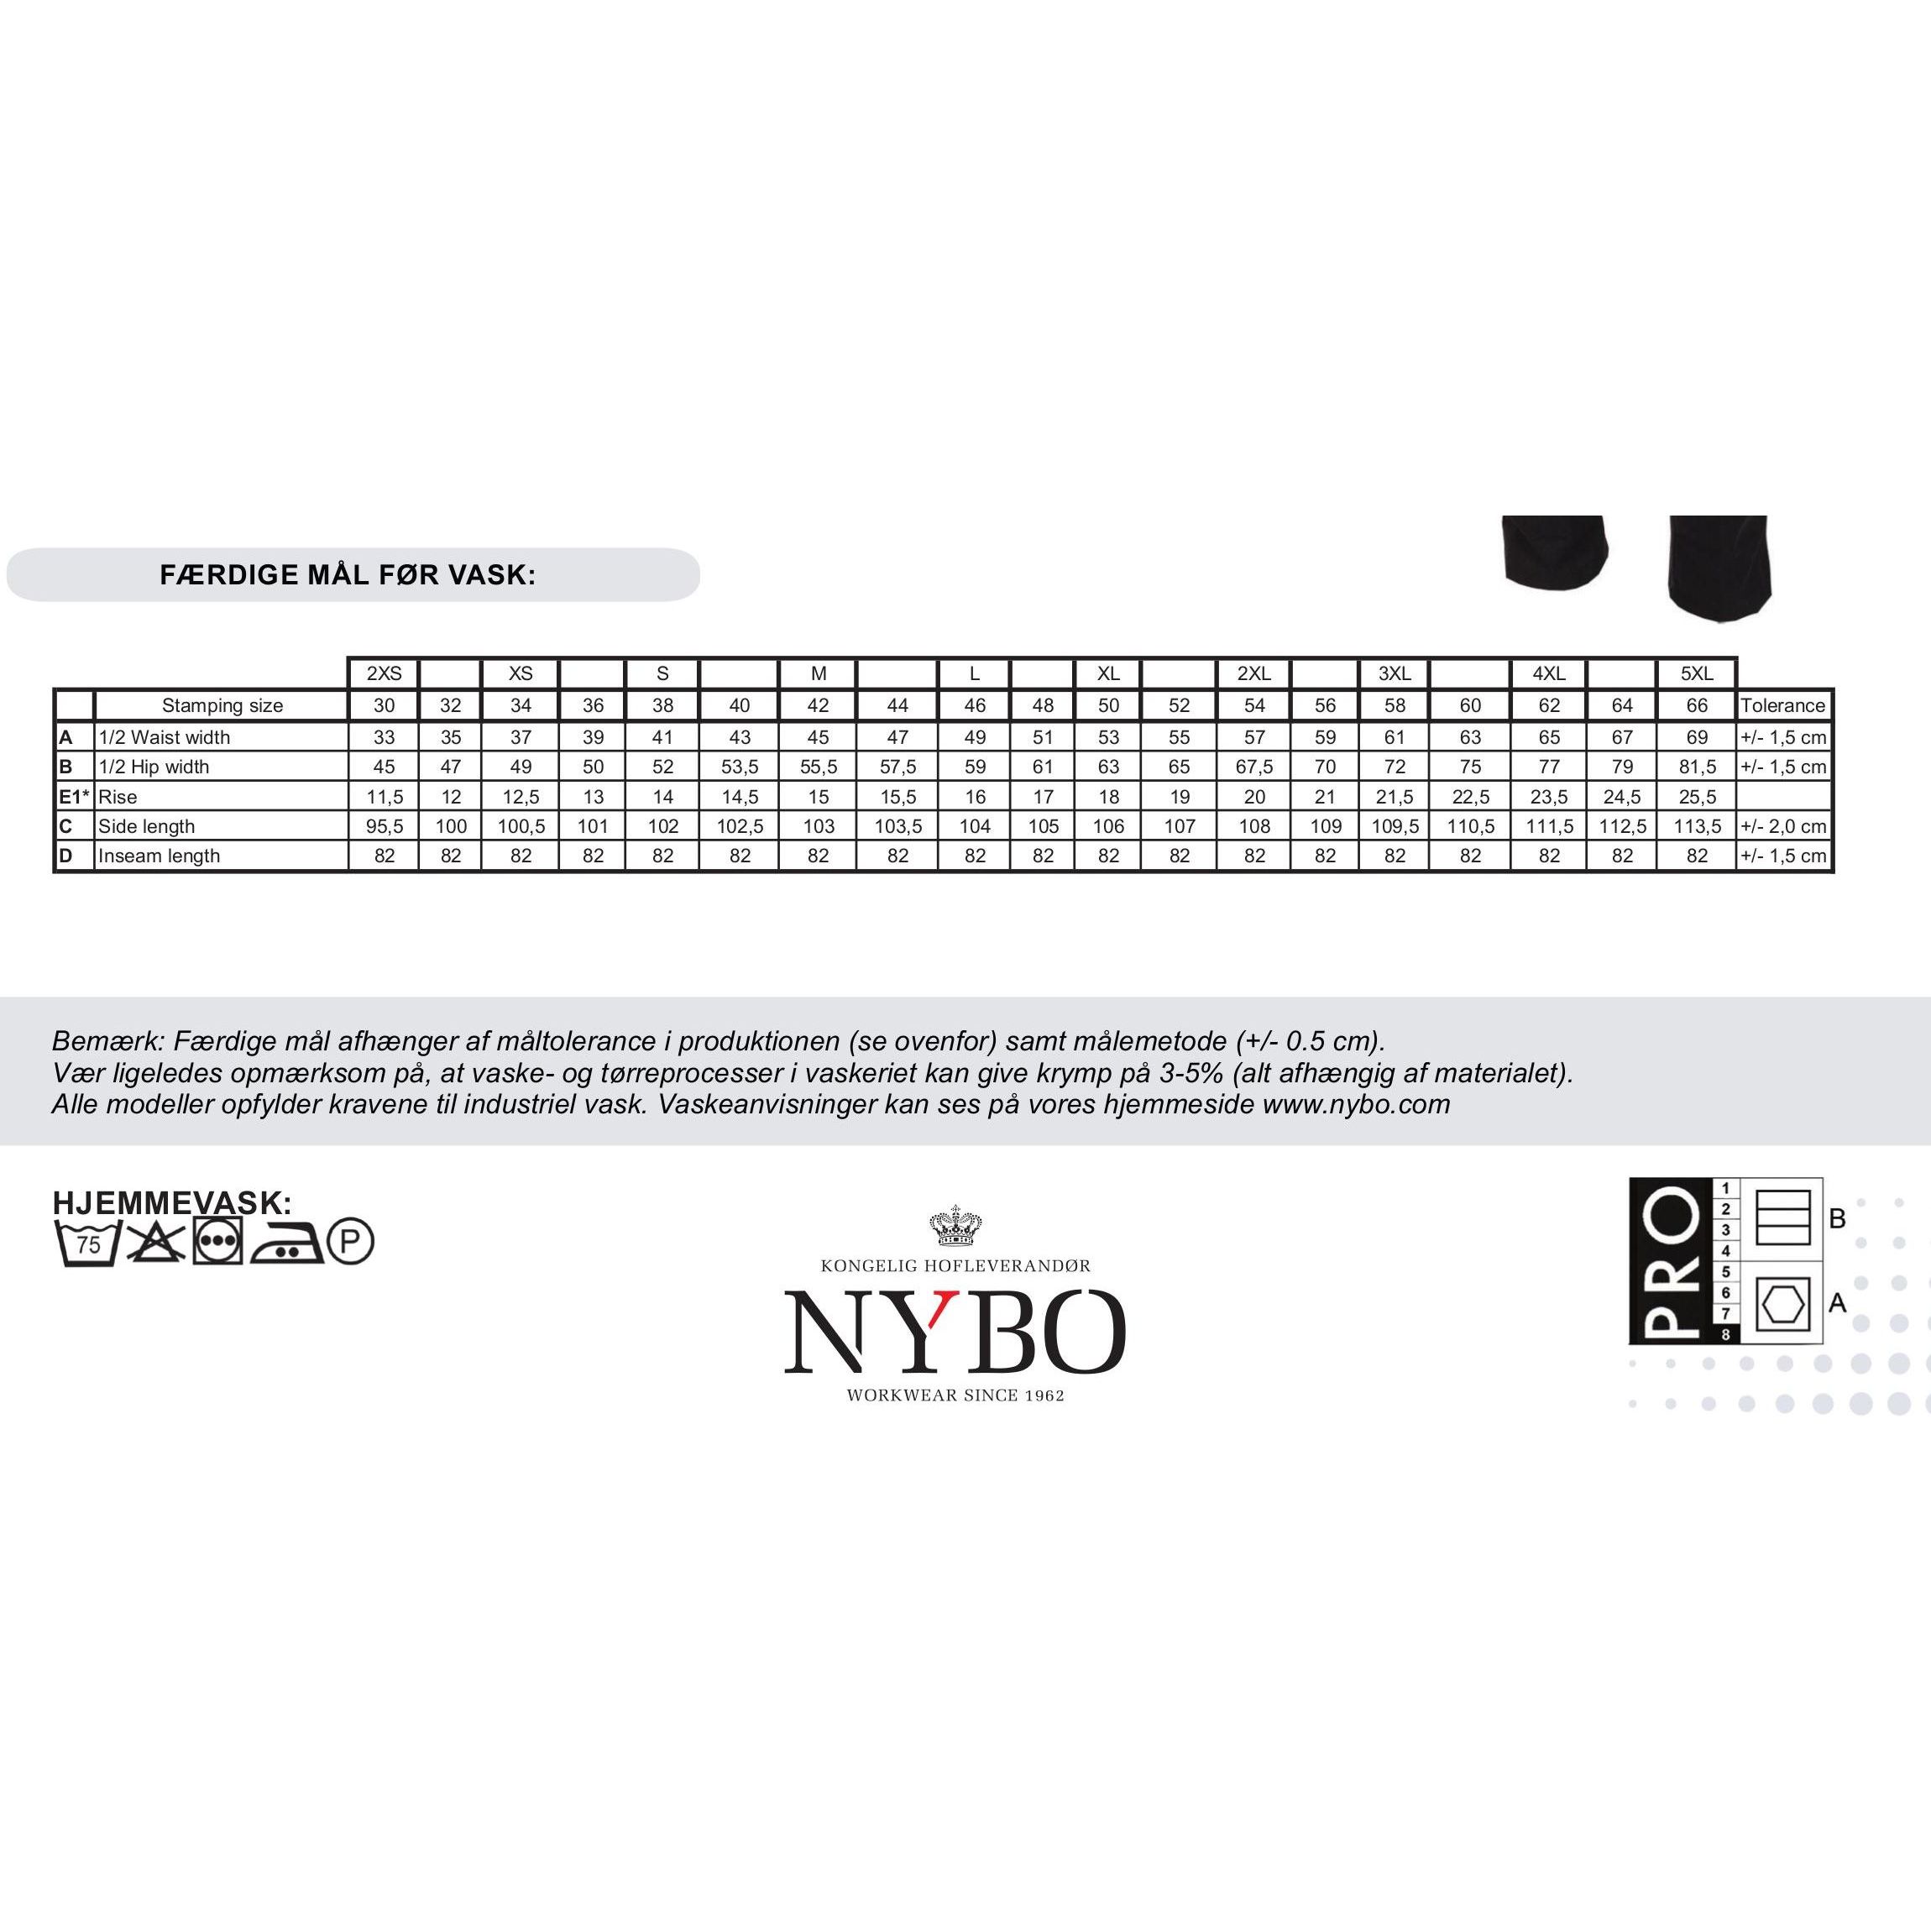 FÆRDIGE MÅL FØR VASK:
2XS XS S M L XL 2XL 3XL 4XL 5XL
Stamping size 30 32 34 36 38 40 42 44 46 48 50 52 54 56 58 60 62 64 66 Tolerance
A 1/2 Waist width 33 35 37 39 41 43 45 47 49 51 53 55 57 59 61 63 65 67 69 +/- 1,5 cm
B 1/2 Hip width 45 47 49 50 52 53,5 55,5 57,5 59 61 63 65 67,5 70 72 75 77 79 81,5 +/- 1,5 cm
E1* Rise 11,5 12 12,5 13 14 14,5 15 15,5 16 17 18 19 20 21 21,5 22,5 23,5 24,5 25,5
C Side length 95,5 100 100,5 101 102 102,5 103 103,5 104 105 106 107 108 109 109,5 110,5 111,5 112,5 113,5 +/- 2,0 cm
D Inseam length 82 82 82 82 82 82 82 82 82 82 82 82 82 82 82 82 82 82 82 +/- 1,5 cm
Bemærk: Færdige mål afhænger af måltolerance i produktionen (se ovenfor) samt målemetode (+/- 0.5 cm).
Vær ligeledes opmærksom på, at vaske- og tørreprocesser i vaskeriet kan give krymp på 3-5% (alt afhængig af materialet).
Alle modeller opfylder kravene til industriel vask. Vaskeanvisninger kan ses på vores hjemmeside www.nybo.com
HJEMMEVASK:
75 P
KONGELIG HOFLEVERANDØR
NYBO
WORKWEAR SINCE 1962
PRO
1
2
3
4
5
6
7
8
B
A